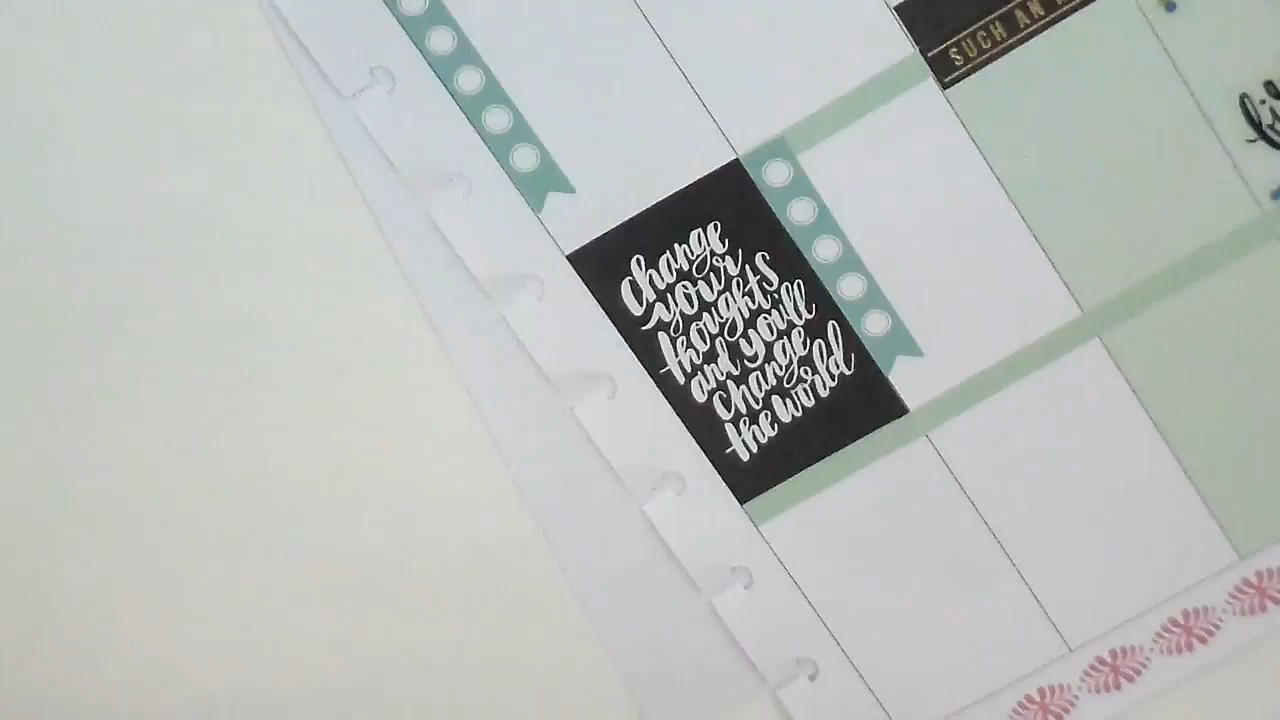 SUCH AN
change
your
thoughts
and you'll
change
the world